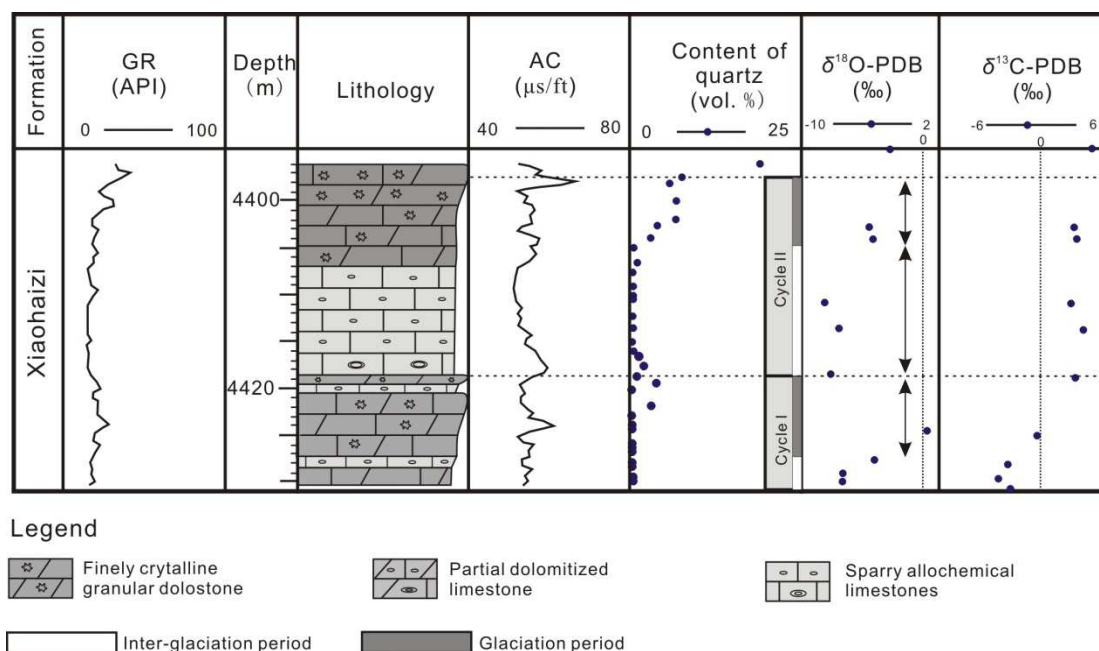 Formation
GR
(API)
0 100
Depth
(m)
Lithology
AC
(μs/ft)
40 80
Content of
quartz
(vol. %)
0 25
δ¹⁸O-PDB
(‰)
-10 2
0
δ¹³C-PDB
(‰)
-6 6
0
Xiaohaizi
4400
4420
Cycle II
Cycle I
Legend
Finely crytalline
granular dolostone
Partial dolomitized
limestone
Sparry allochemical
limestones
Inter-glaciation period
Glaciation period